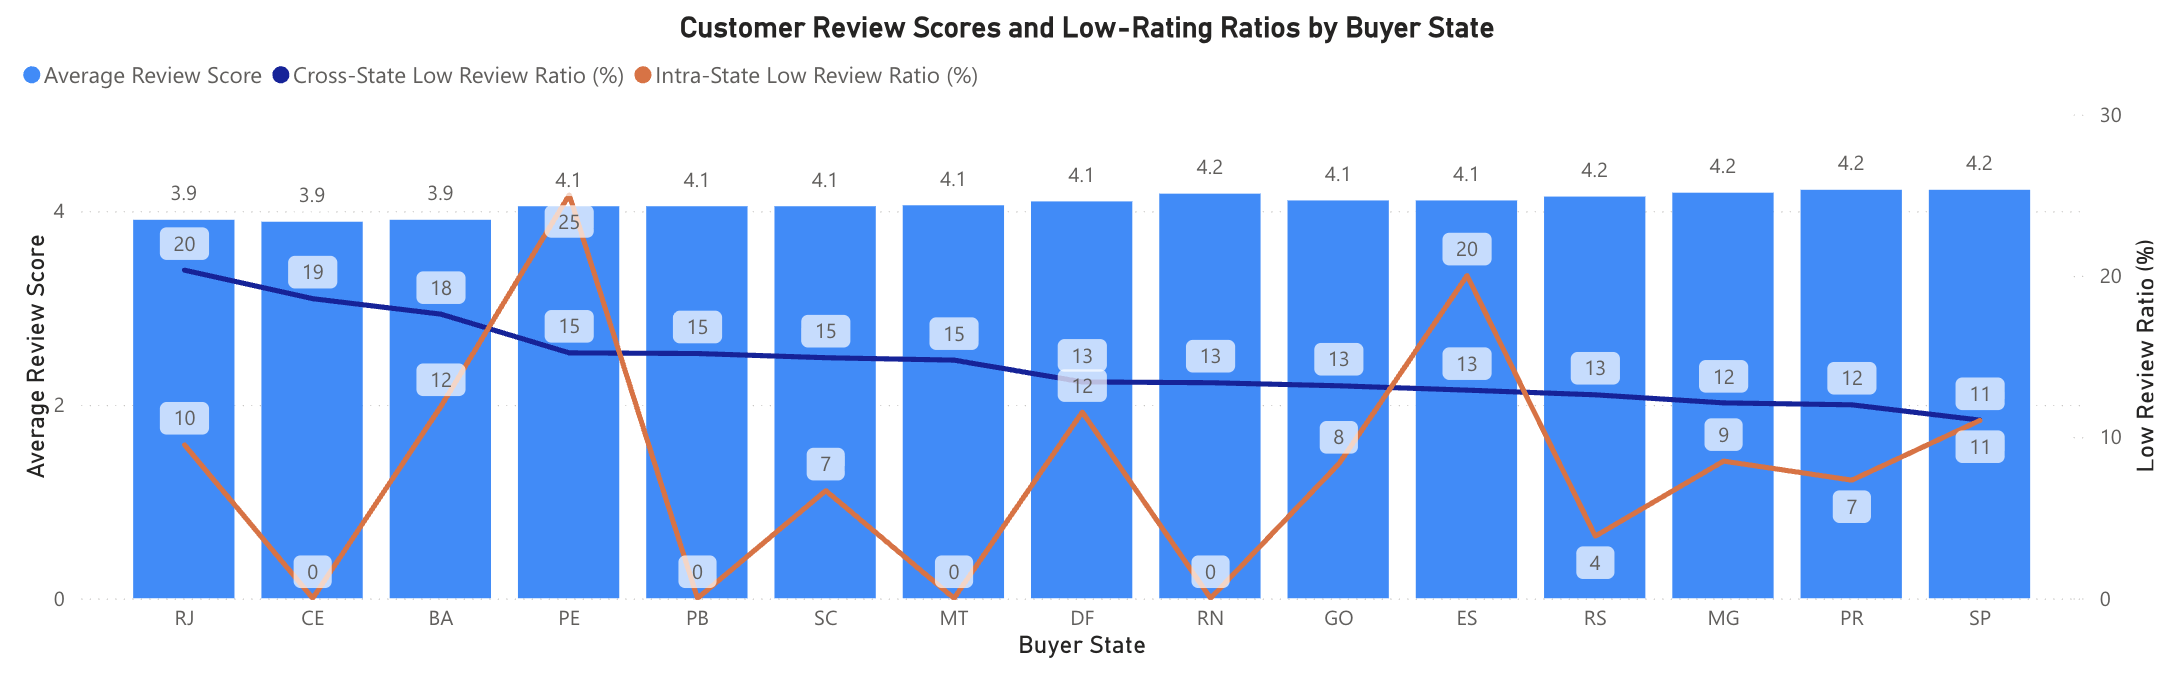 Customer Review Scores and Low-Rating Ratios by Buyer State
Average Review Score Cross-State Low Review Ratio (%) Intra-State Low Review Ratio (%)
30
3.9 3.9 3.9 4.1 4.1 4.1 4.1 4.1 4.2 4.1 4.1 4.2 4.2 4.2 4.2
4
2
0
Average Review Score
20 19 18 15 15 15 15 13 13 13 13 13 12 12 11
10 0 12 25 0 7 0 12 0 8 20 4 9 7 11
20
10
0
Low Review Ratio (%)
RJ CE BA PE PB SC MT DF RN GO ES RS MG PR SP
Buyer State